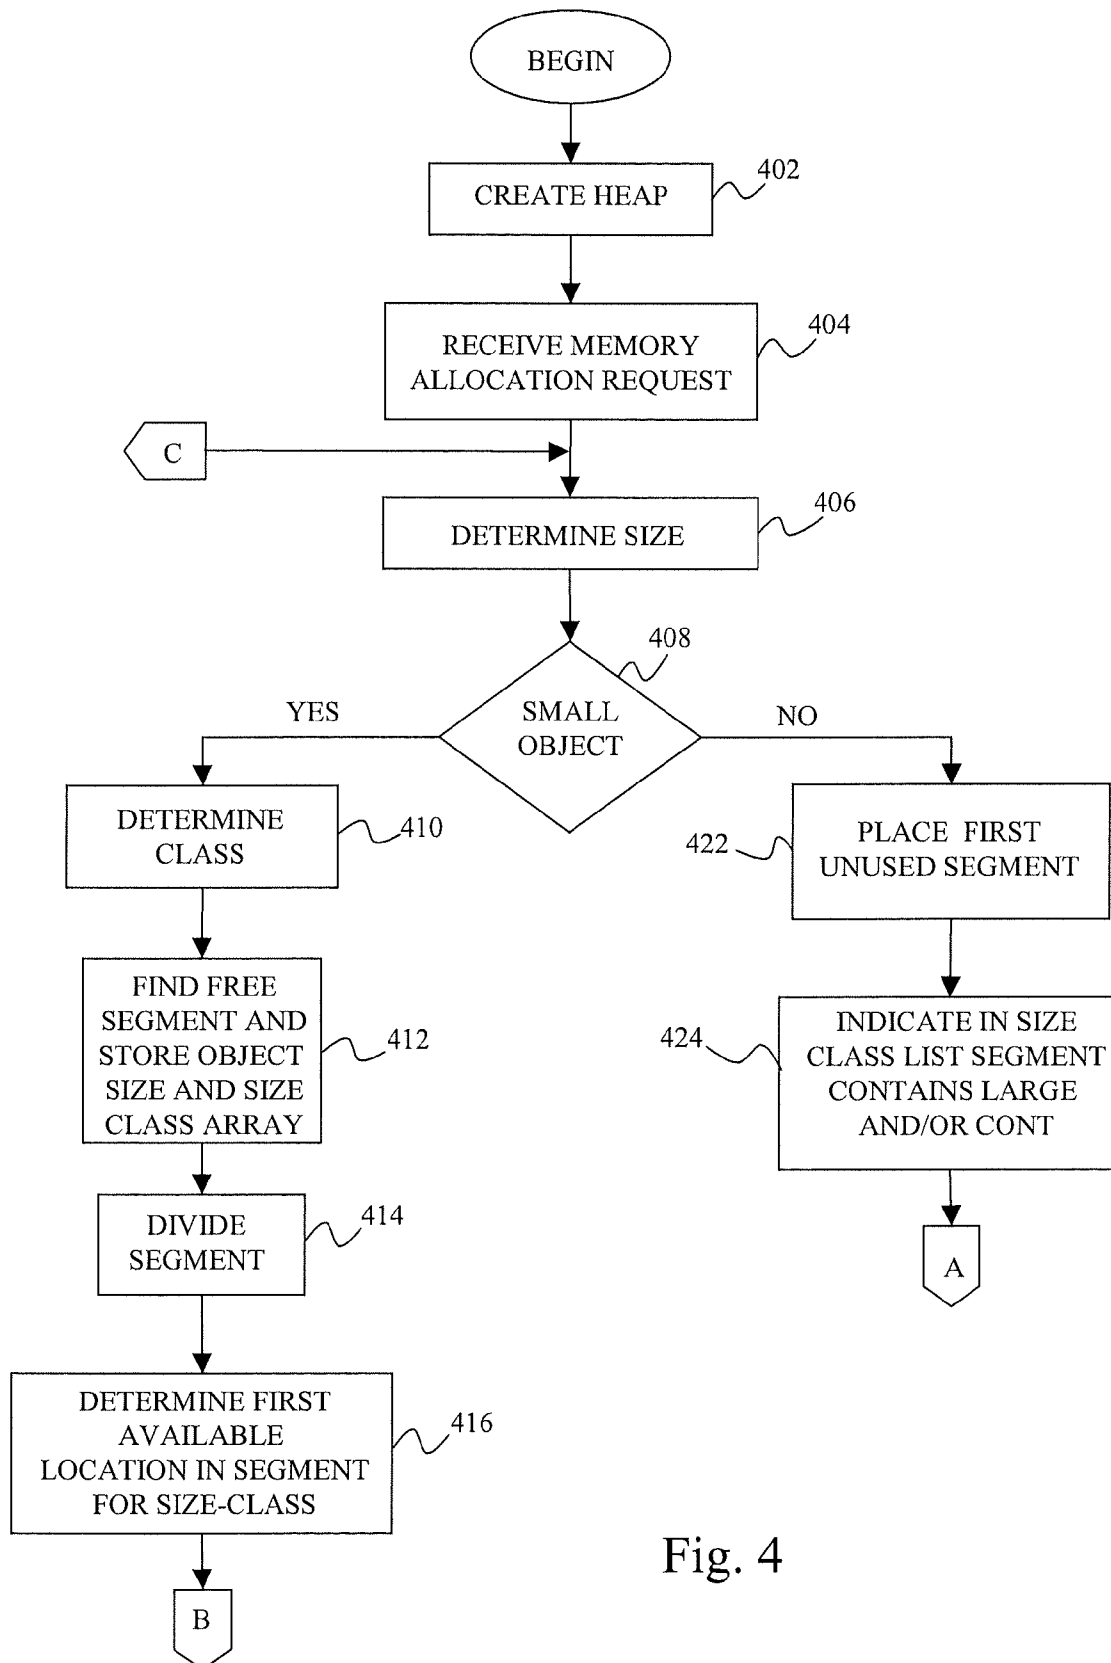 BEGIN
402
CREATE HEAP
404
RECEIVE MEMORY
ALLOCATION REQUEST
C
406
DETERMINE SIZE
408
YES
SMALL
OBJECT
NO
DETERMINE
CLASS
410
422
PLACE FIRST
UNUSED SEGMENT
FIND FREE
SEGMENT AND
STORE OBJECT
SIZE AND SIZE
CLASS ARRAY
412
424
INDICATE IN SIZE
CLASS LIST SEGMENT
CONTAINS LARGE
AND/OR CONT
DIVIDE
SEGMENT
414
A
DETERMINE FIRST
AVAILABLE
LOCATION IN SEGMENT
FOR SIZE-CLASS
416
B
Fig. 4